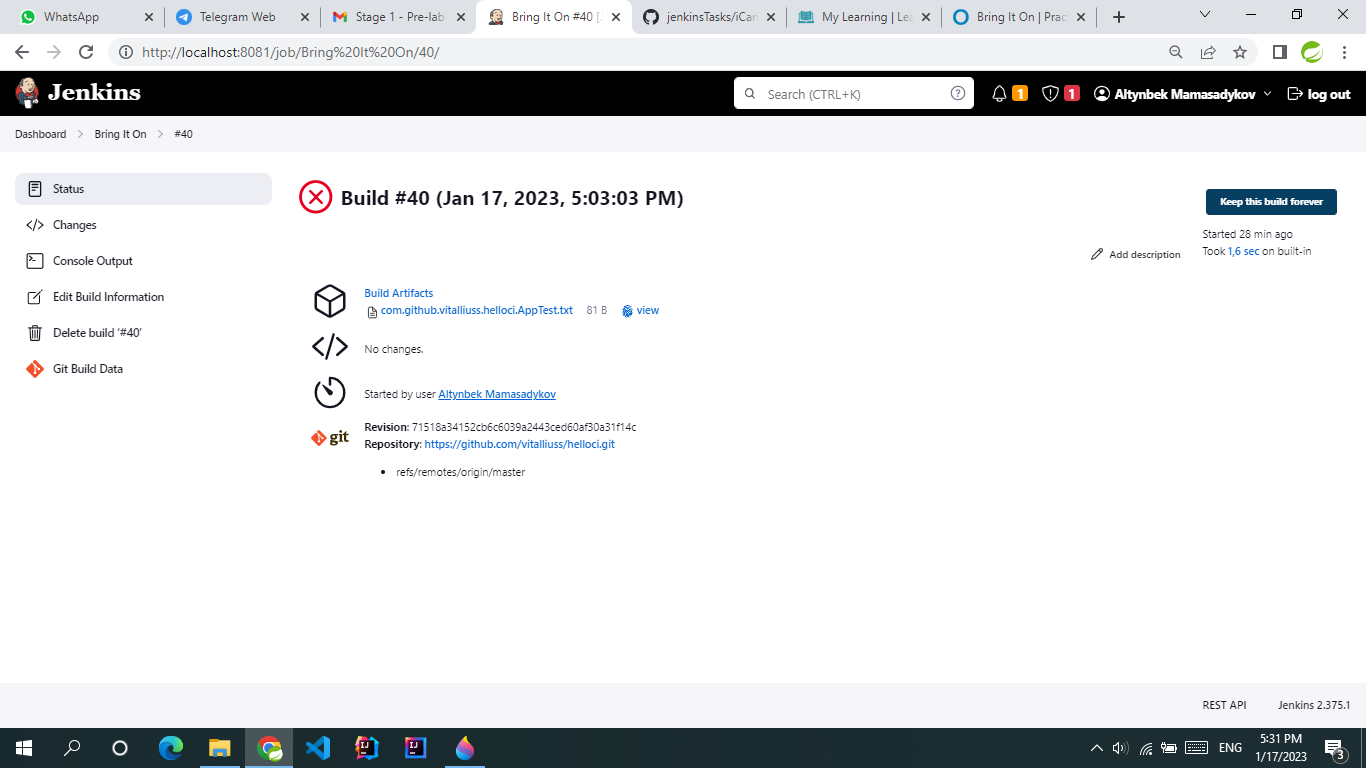 WhatsApp
Telegram Web
Stage 1 - Pre-lab
Bring It On #40 [J
jenkinsTasks/iCan
My Learning | Lea
Bring It On | Prac
http://localhost:8081/job/Bring%20It%20On/40/
Jenkins
Search (CTRL+K)
1
1
Altynbek Mamasadykov
log out
Dashboard
Bring It On
#40
Status
Changes
Console Output
Edit Build Information
Delete build ‘#40’
Git Build Data
Build #40 (Jan 17, 2023, 5:03:03 PM)
Keep this build forever
Started 28 min ago
Took 1,6 sec on built-in
Add description
Build Artifacts
com.github.vitalliuss.helloci.AppTest.txt 81 B view
No changes.
Started by user Altynbek Mamasadykov
git
Revision: 71518a34152cb6c6039a2443ced60af30a31f14c
Repository: https://github.com/vitalliuss/helloci.git
refs/remotes/origin/master
REST API
Jenkins 2.375.1
ENG
5:31 PM
1/17/2023
3